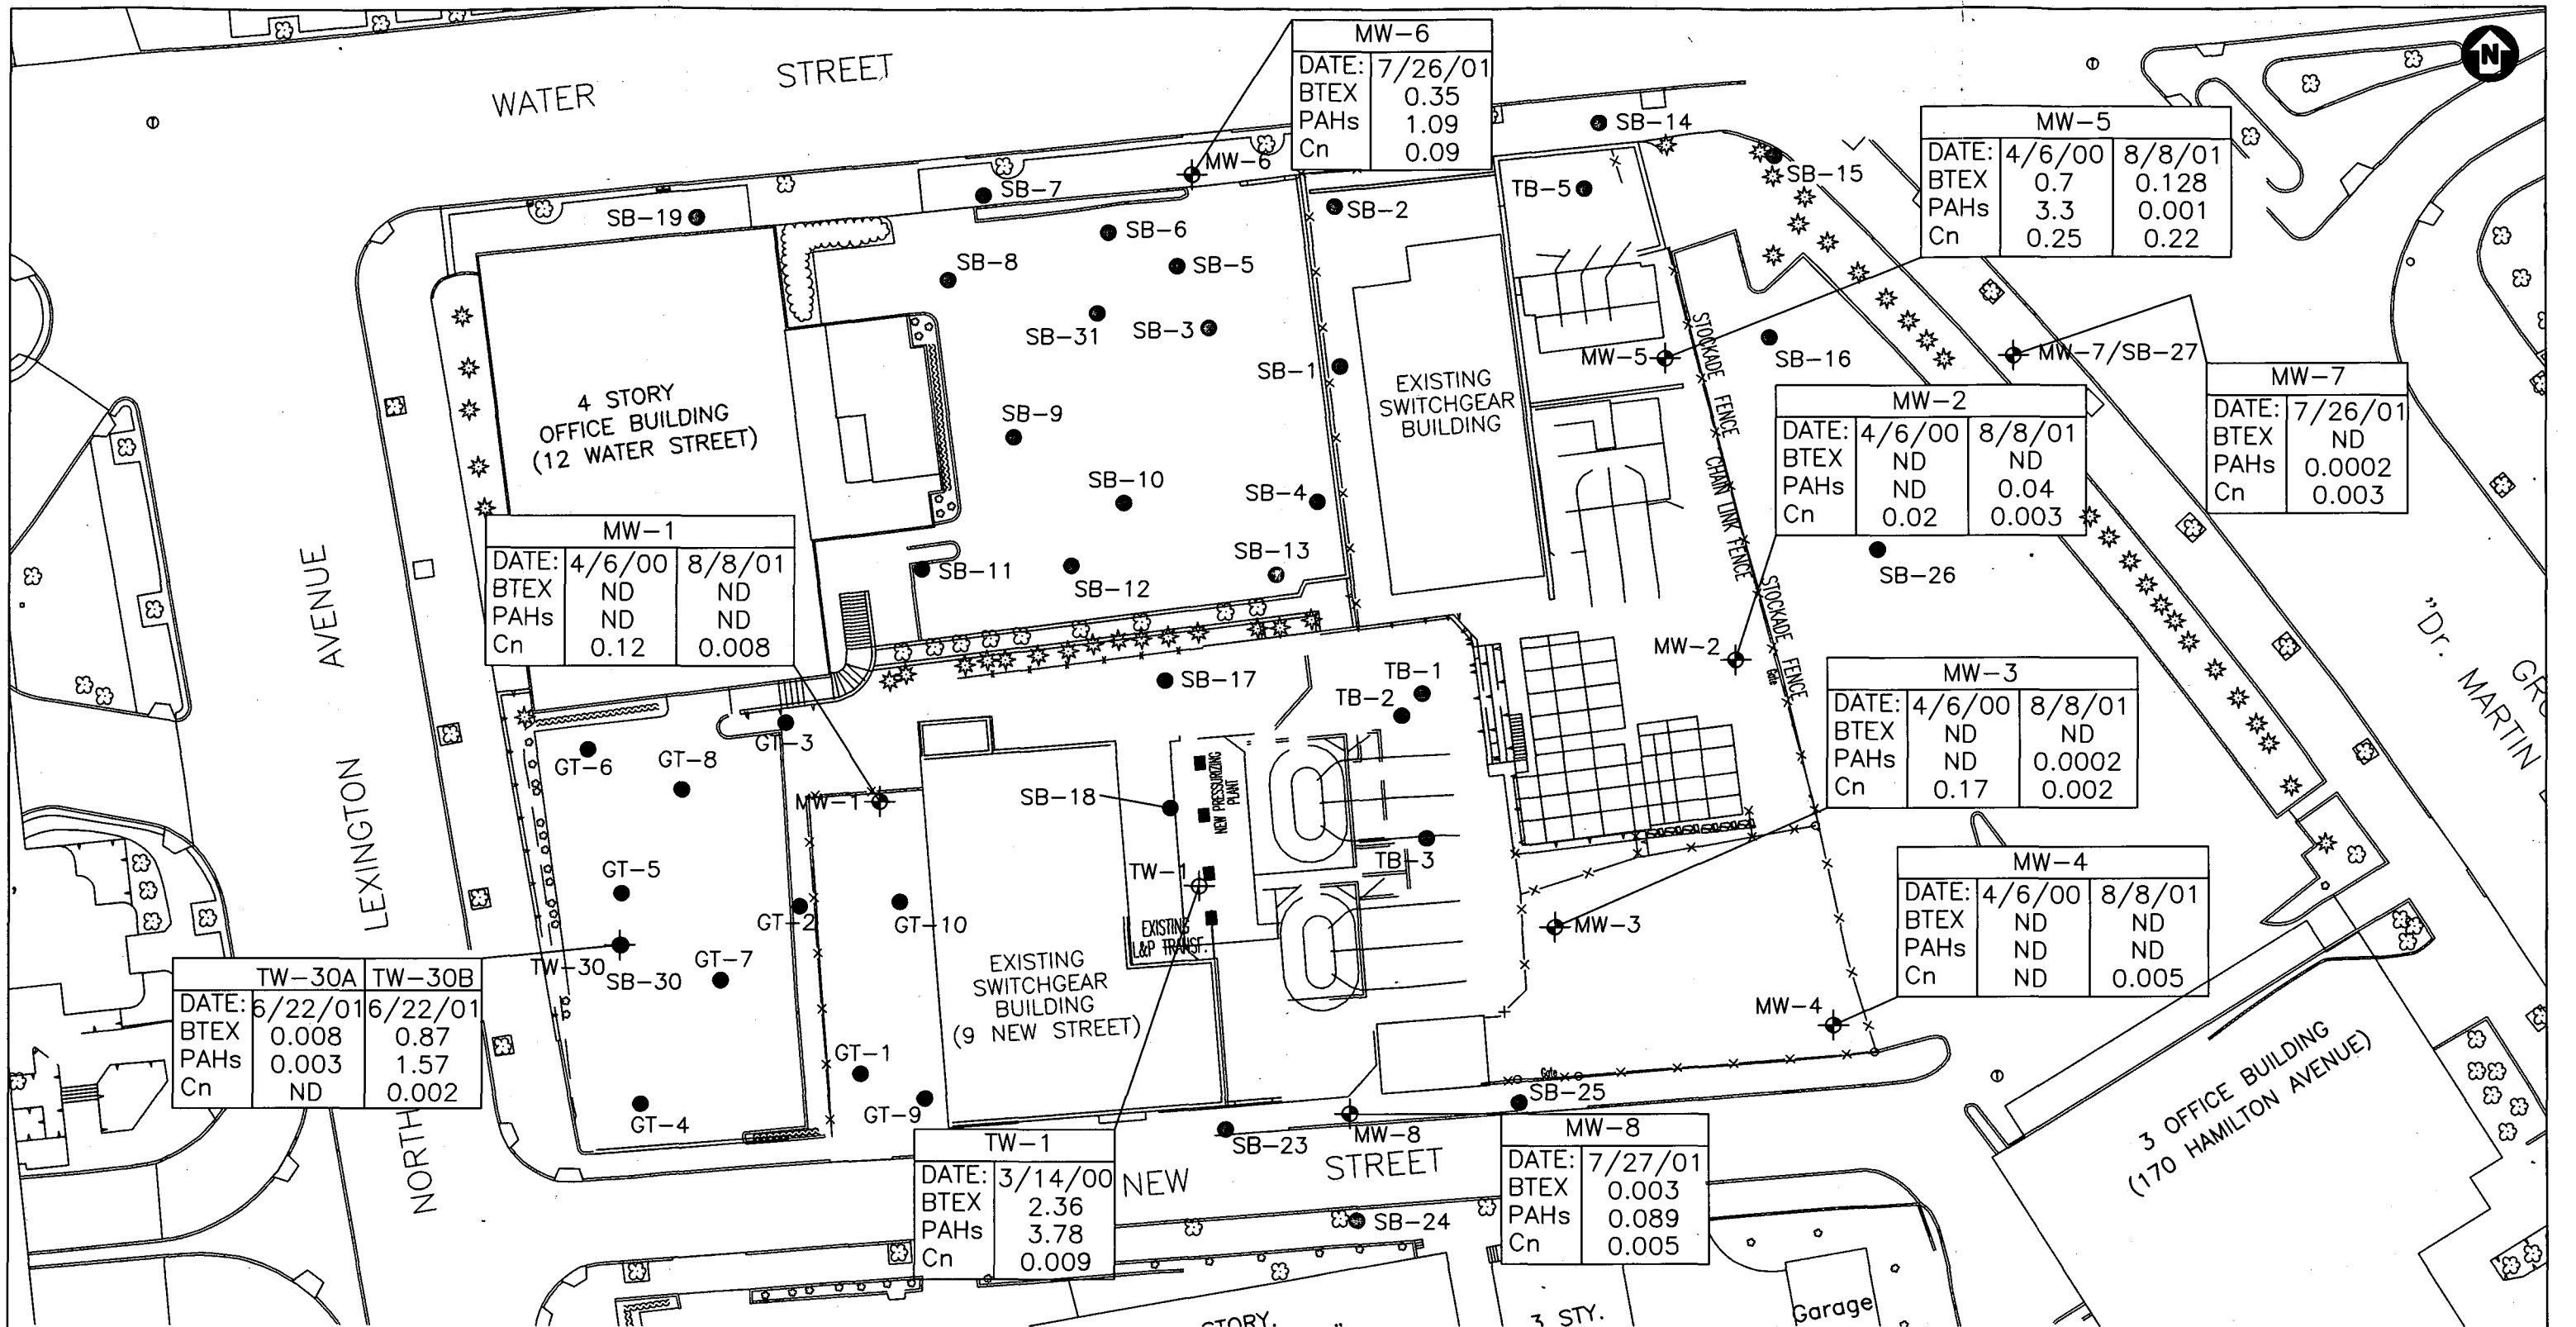 WATER STREET
N
MW-6
DATE: 7/26/01
BTEX 0.35
PAHs 1.09
Cn 0.09
MW-5
DATE: 4/6/00 8/8/01
BTEX 0.7 0.128
PAHs 3.3 0.001
Cn 0.25 0.22
SB-14
SB-15
MW-6
SB-7
SB-19
SB-2
TB-5
SB-6
SB-5
SB-8
SB-31
SB-3
SB-1
MW-5
SB-16
MW-7/SB-27
STOCKADE FENCE
CHAIN LINK FENCE
STOCKADE FENCE
Gate
4 STORY
OFFICE BUILDING
(12 WATER STREET)
EXISTING
SWITCHGEAR
BUILDING
MW-7
DATE: 7/26/01
BTEX ND
PAHs 0.0002
Cn 0.003
MW-2
DATE: 4/6/00 8/8/01
BTEX ND ND
PAHs ND 0.04
Cn 0.02 0.003
SB-9
SB-10
SB-4
SB-13
SB-11
SB-12
SB-26
MW-1
DATE: 4/6/00 8/8/01
BTEX ND ND
PAHs ND ND
Cn 0.12 0.008
NORTH LEXINGTON AVENUE
"Dr. MARTIN
MW-2
SB-17
TB-1
TB-2
MW-3
DATE: 4/6/00 8/8/01
BTEX ND ND
PAHs ND 0.0002
Cn 0.17 0.002
GT-3
GT-6
GT-8
MW-1
SB-18
NEW PRESSURIZING
PLANT
TB-3
TW-1
GT-5
GT-2
GT-10
EXISTING
L&P TRANSF.
MW-3
MW-4
DATE: 4/6/00 8/8/01
BTEX ND ND
PAHs ND ND
Cn ND 0.005
TW-30
SB-30
GT-7
EXISTING
SWITCHGEAR
BUILDING
(9 NEW STREET)
TW-30A TW-30B
DATE: 6/22/01 6/22/01
BTEX 0.008 0.87
PAHs 0.003 1.57
Cn ND 0.002
MW-4
GT-1
GT-9
GT-4
Gate
SB-25
MW-8
SB-23
3 OFFICE BUILDING
(170 HAMILTON AVENUE)
TW-1
DATE: 3/14/00
BTEX 2.36
PAHs 3.78
Cn 0.009
NEW STREET
MW-8
DATE: 7/27/01
BTEX 0.003
PAHs 0.089
Cn 0.005
SB-24
STORY.
3 STY.
Garage